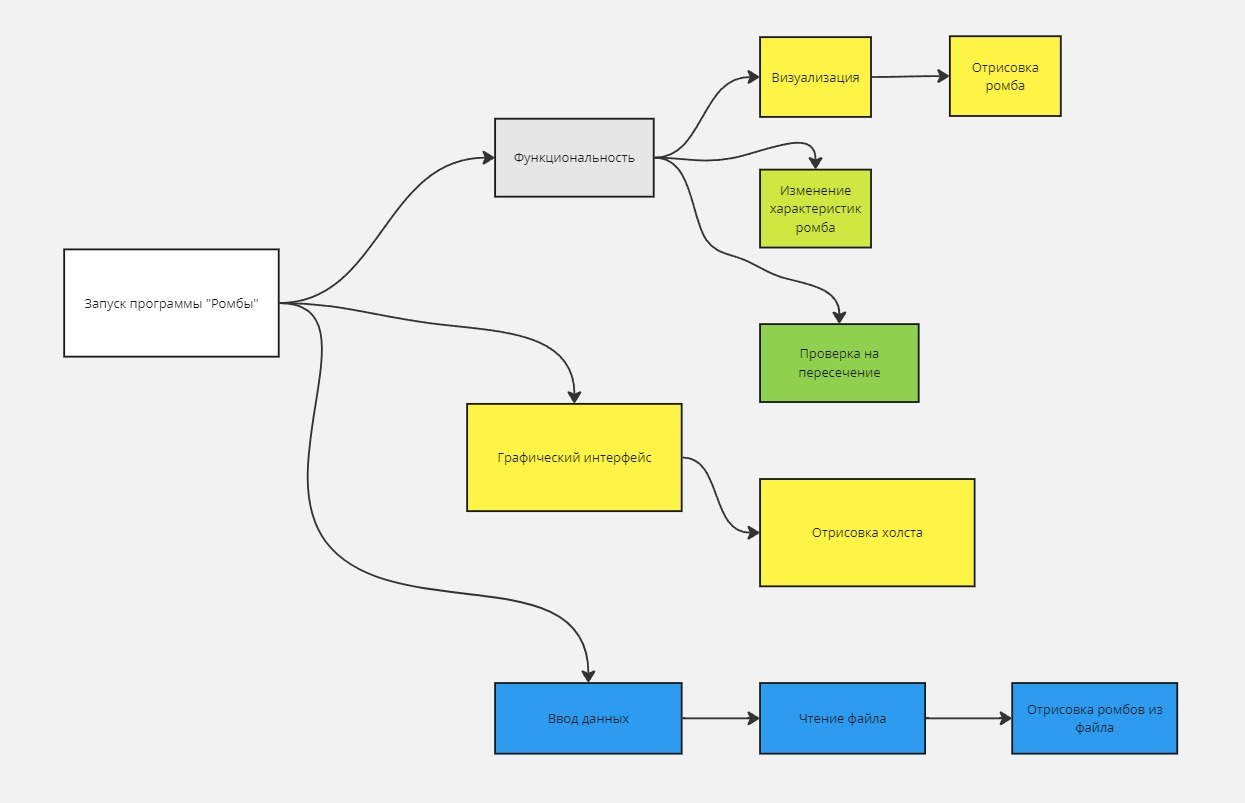 Визуализация
Отрисовка
ромба
Функциональность
Изменение
характеристик
ромба
Запуск программы "Ромбы"
Проверка на
пересечение
Графический интерфейс
Отрисовка холста
Ввод данных
Чтение файла
Отрисовка ромбов из
файла